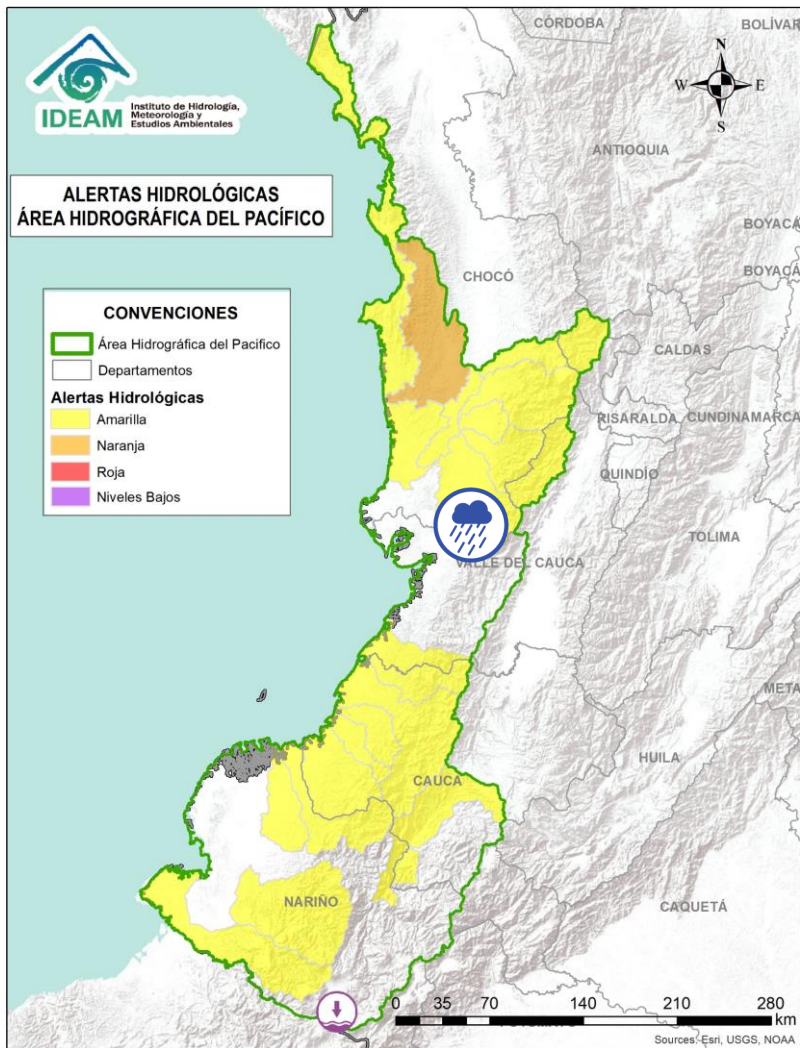 CÓRDOBA
BOLÍVAR
IDEAM
Instituto de Hidrología,
Meteorología y
Estudios Ambientales
N
W
E
S
ANTIOQUIA
ALERTAS HIDROLÓGICAS
ÁREA HIDROGRÁFICA DEL PACÍFICO
BOYACÁ
BOYACÁ
CHOCÓ
CONVENCIONES
Área Hidrográfica del Pacifico
Departamentos
Alertas Hidrológicas
Amarilla
Naranja
Roja
Niveles Bajos
CALDAS
RISARALDA
CUNDINAMARCA
QUINDÍO
TOLIMA
VALLE DEL CAUCA
META
HUILA
CAUCA
NARIÑO
CAQUETÁ
0 35 70 140 210 280
km
Sources: Esri, USGS, NOAA